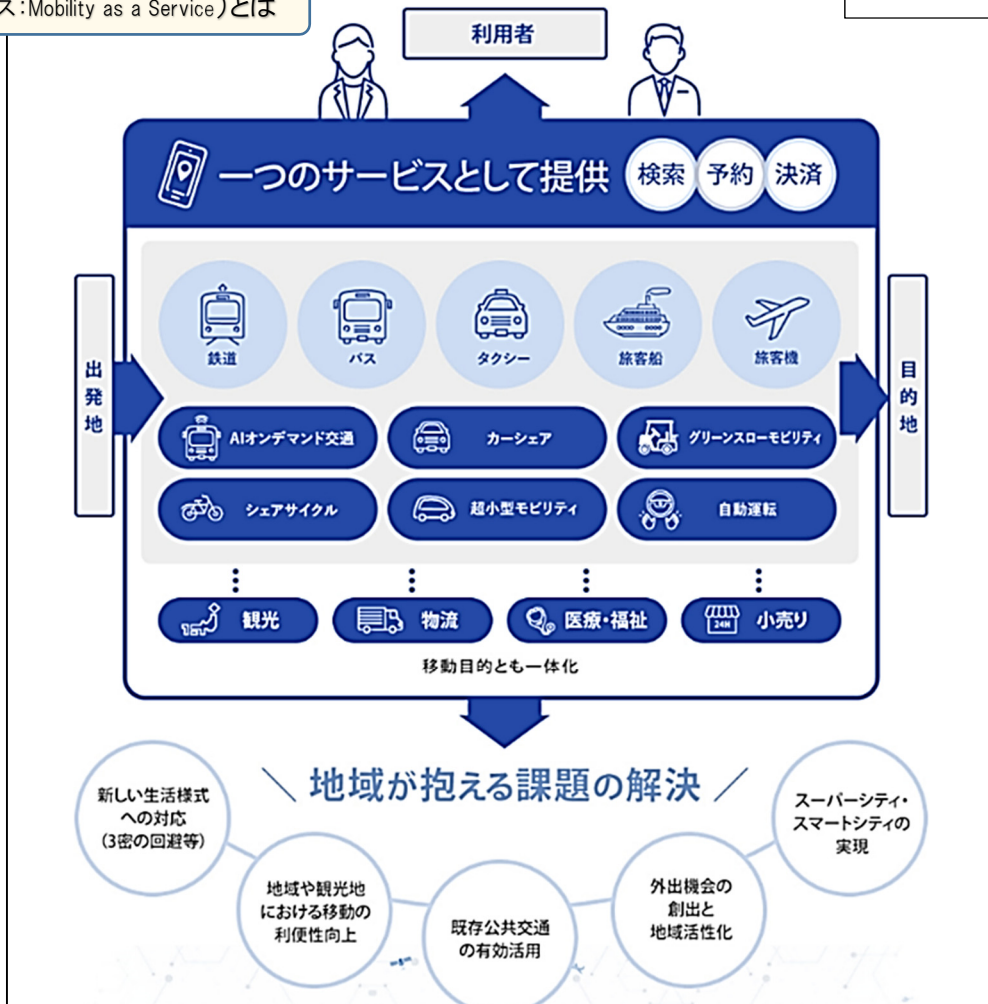 ス:Mobility as a Service)とは
利用者
一つのサービスとして提供 検索 予約 決済
鉄道 バス タクシー 旅客船 旅客機
出発地
目的地
AIオンデマンド交通 カーシェア グリーンスローモビリティ
シェアサイクル 超小型モビリティ 自動運転
観光 物流 医療・福祉 24H 小売り
移動目的とも一体化
地域が抱える課題の解決
新しい生活様式
への対応
(3密の回避等)
地域や観光地
における移動の
利便性向上
既存公共交通
の有効活用
外出機会の
創出と
地域活性化
スーパーシティ・
スマートシティの
実現